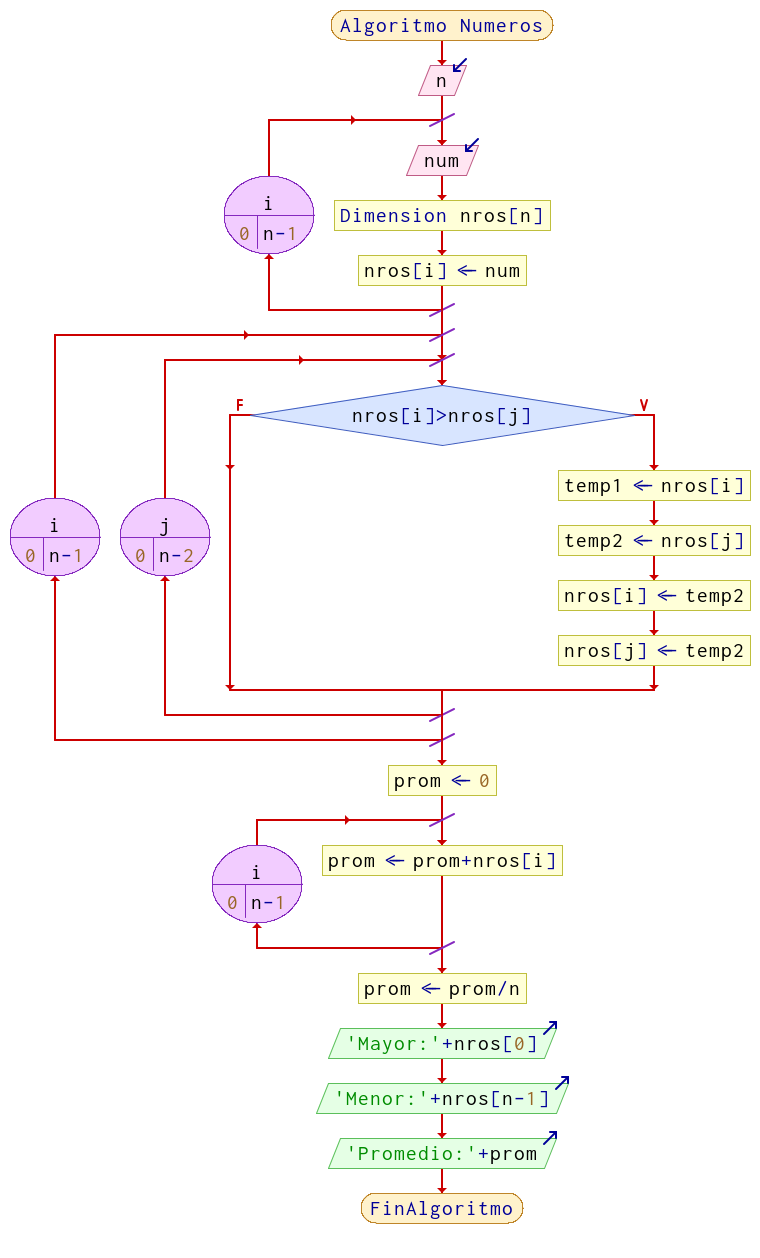 Algoritmo Numeros
n
num
i
0 n-1
Dimension nros[n]
nros[i] ← num
F
V
nros[i]>nros[j]
temp1 ← nros[i]
i
0 n-1
j
0 n-2
temp2 ← nros[j]
nros[i] ← temp2
nros[j] ← temp2
prom ← 0
prom ← prom+nros[i]
i
0 n-1
prom ← prom/n
'Mayor:'+nros[0]
'Menor:'+nros[n-1]
'Promedio:'+prom
FinAlgoritmo